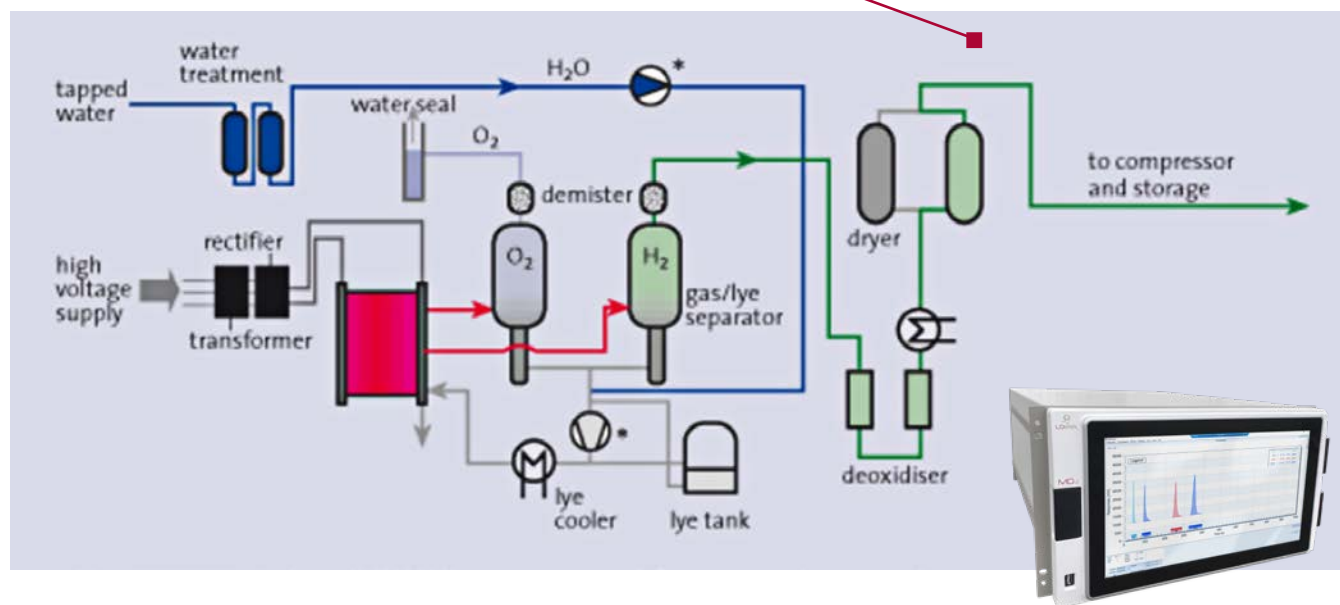 water
treatment
tapped
water
H₂O
*
water seal
O₂
demister
to compressor
and storage
dryer
rectifier
high
voltage
supply
transformer
O₂
H₂
gas/lye
separator
*
M
Σ
lye
cooler
lye tank
deoxidiser